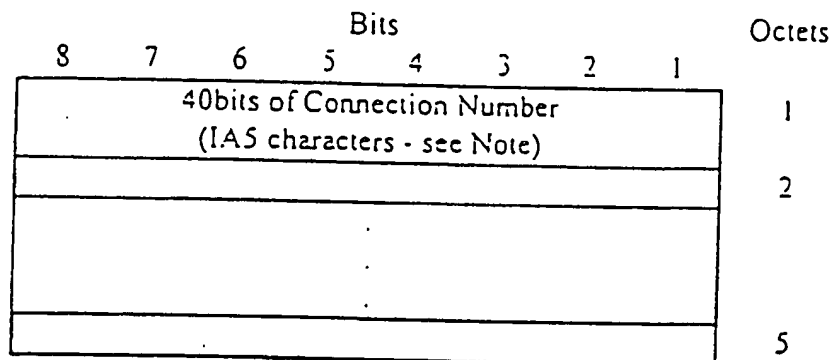 Bits
Octets
8 7 6 5 4 3 2 1
40bits of Connection Number
(IA5 characters - see Note)
1
2
.
.
.
5